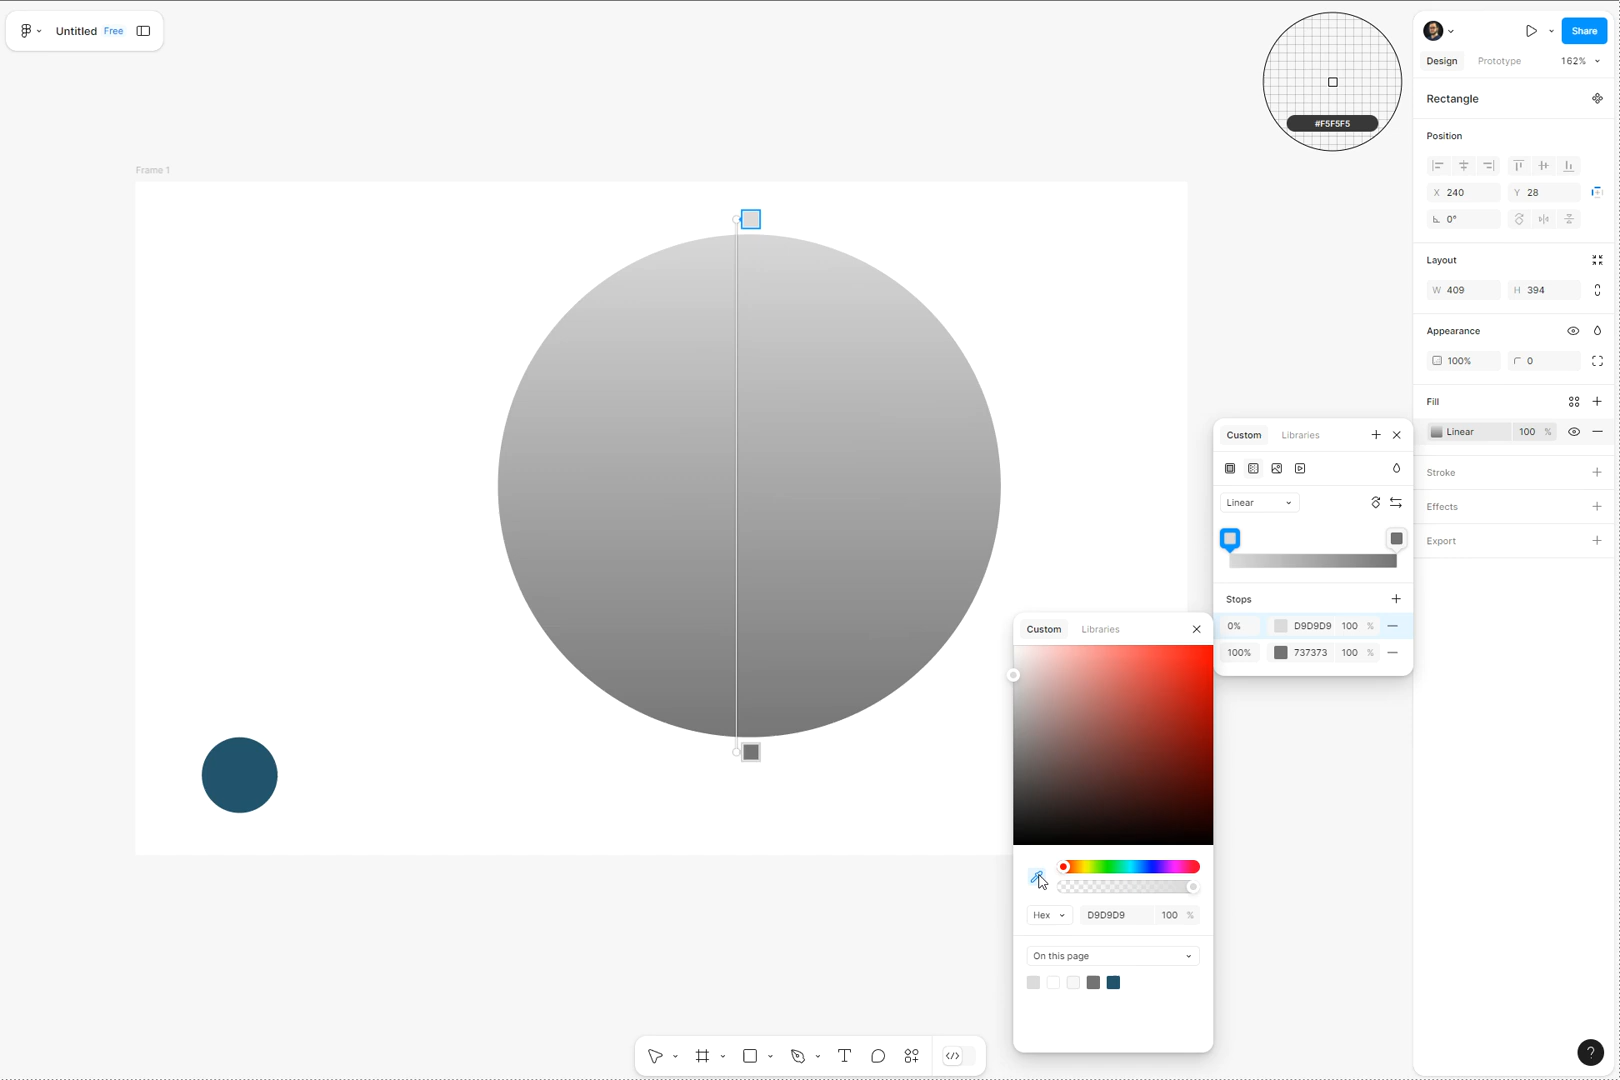 Untitled Free
Share
Design Prototype 162%
#F5F5F5
Rectangle
Position
Frame 1
X 240 Y 28
0°
Layout
W 409 H 394
Appearance
100% 0
Fill
Linear 100 %
Custom Libraries
Stroke
Linear
Effects
Export
Stops
0% D9D9D9 100 %
100% 737373 100 %
Custom Libraries
Hex D9D9D9 100 %
On this page
T
?